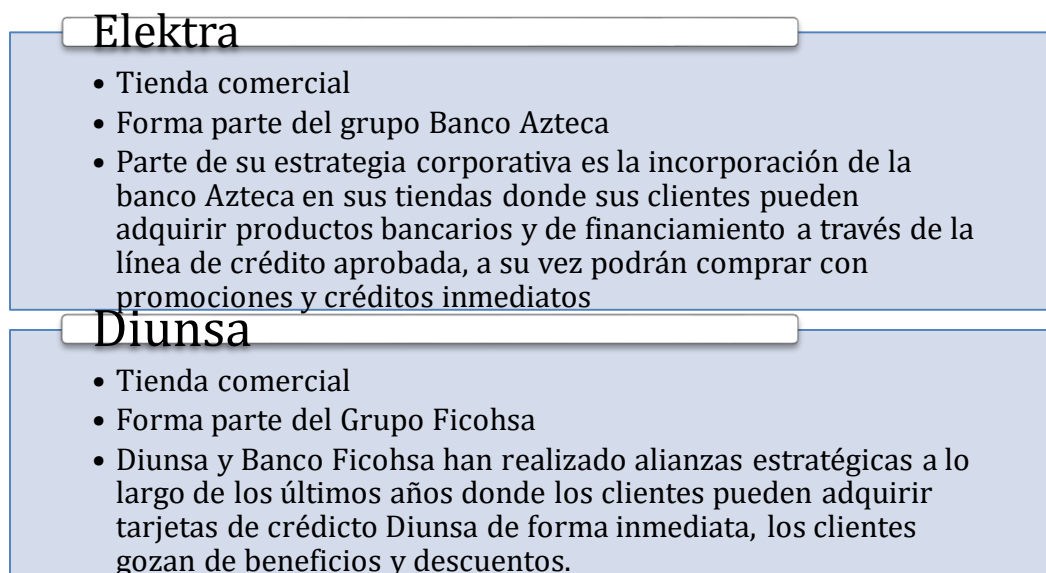 Elektra
• Tienda comercial
• Forma parte del grupo Banco Azteca
• Parte de su estrategia corporativa es la incorporación de la
banco Azteca en sus tiendas donde sus clientes pueden
adquirir productos bancarios y de financiamiento a través de la
línea de crédito aprobada, a su vez podrán comprar con
promociones y créditos inmediatos
Diunsa
• Tienda comercial
• Forma parte del Grupo Ficohsa
• Diunsa y Banco Ficohsa han realizado alianzas estratégicas a lo
largo de los últimos años donde los clientes pueden adquirir
tarjetas de crédicto Diunsa de forma inmediata, los clientes
gozan de beneficios y descuentos.